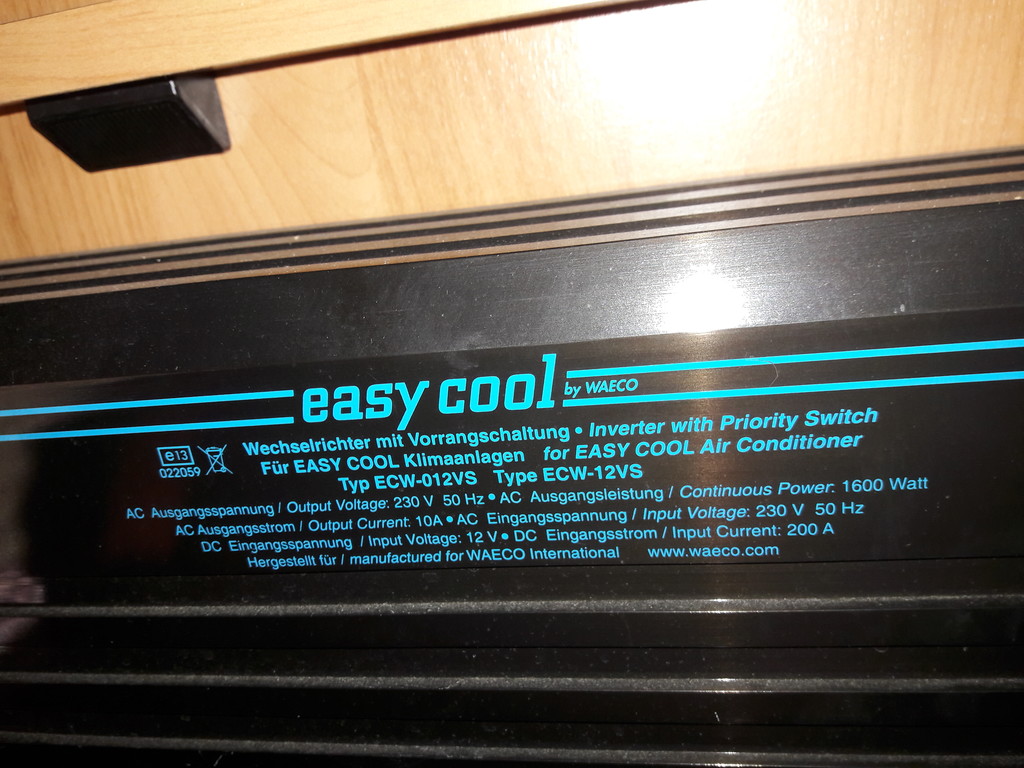 easy cool by WAECO
e13
022059
Wechselrichter mit Vorrangschaltung • Inverter with Priority Switch
Für EASY COOL Klimaanlagen for EASY COOL Air Conditioner
Typ ECW-012VS Type ECW-12VS
AC Ausgangsspannung / Output Voltage: 230 V 50 Hz • AC Ausgangsleistung / Continuous Power: 1600 Watt
AC Ausgangsstrom / Output Current: 10A • AC Eingangsspannung / Input Voltage: 230 V 50 Hz
DC Eingangsspannung / Input Voltage: 12 V • DC Eingangsstrom / Input Current: 200 A
Hergestellt für / manufactured for WAECO International www.waeco.com